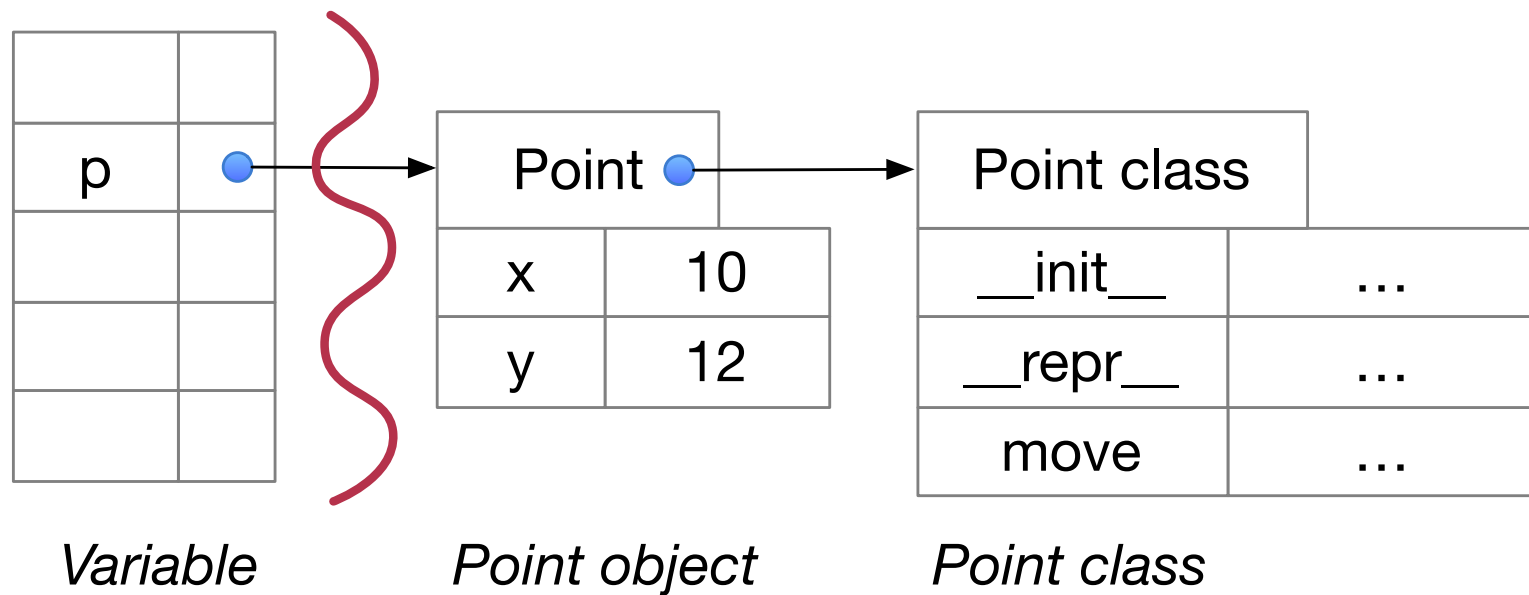 p
Point
x 10
y 12
Point class
__init__ ...
__repr__ ...
move ...
Variable
Point object
Point class